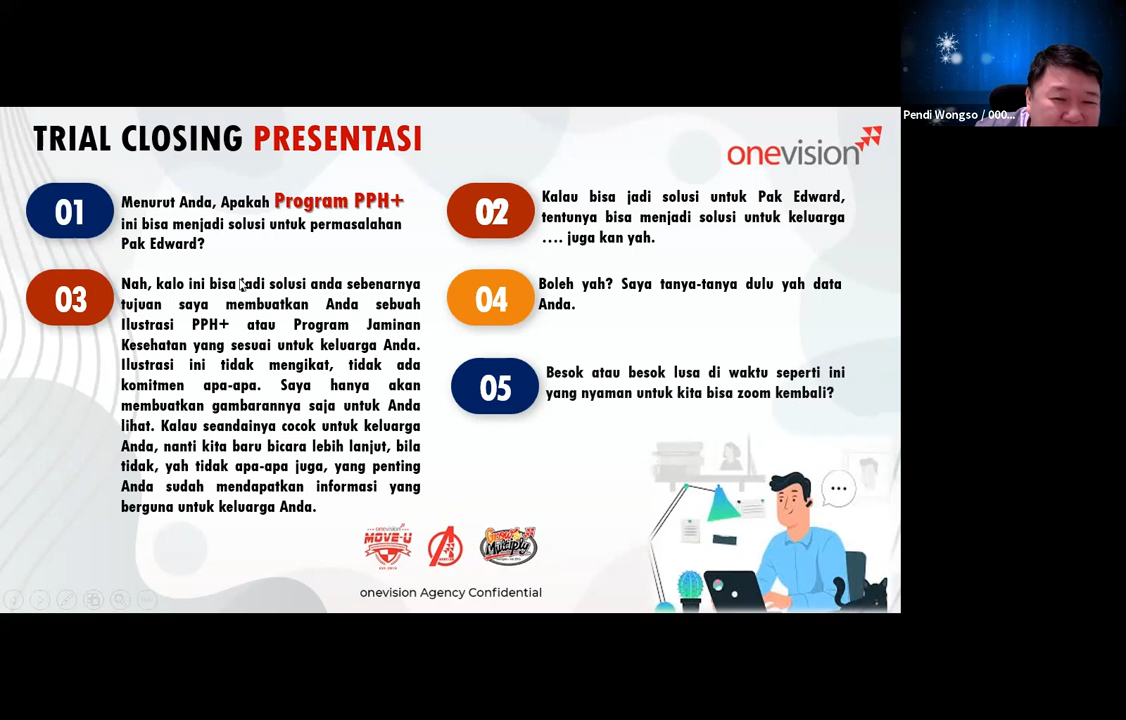 Pendi Wongso / 000...
TRIAL CLOSING PRESENTASI
onevision
01
Menurut Anda, Apakah Program PPH+
ini bisa menjadi solusi untuk permasalahan
Pak Edward?
02
Kalau bisa jadi solusi untuk Pak Edward,
tentunya bisa menjadi solusi untuk keluarga
.... juga kan yah.
03
Nah, kalo ini bisa jadi solusi anda sebenarnya
tujuan saya membuatkan Anda sebuah
Ilustrasi PPH+ atau Program Jaminan
Kesehatan yang sesuai untuk keluarga Anda.
Ilustrasi ini tidak mengikat, tidak ada
komitmen apa-apa. Saya hanya akan
membuatkan gambarannya saja untuk Anda
lihat. Kalau seandainya cocok untuk keluarga
Anda, nanti kita baru bicara lebih lanjut, bila
tidak, yah tidak apa-apa juga, yang penting
Anda sudah mendapatkan informasi yang
berguna untuk keluarga Anda.
04
Boleh yah? Saya tanya-tanya dulu yah data
Anda.
05
Besok atau besok lusa di waktu seperti ini
yang nyaman untuk kita bisa zoom kembali?
onevision
MOVE-U
Multiply
onevision Agency Confidential